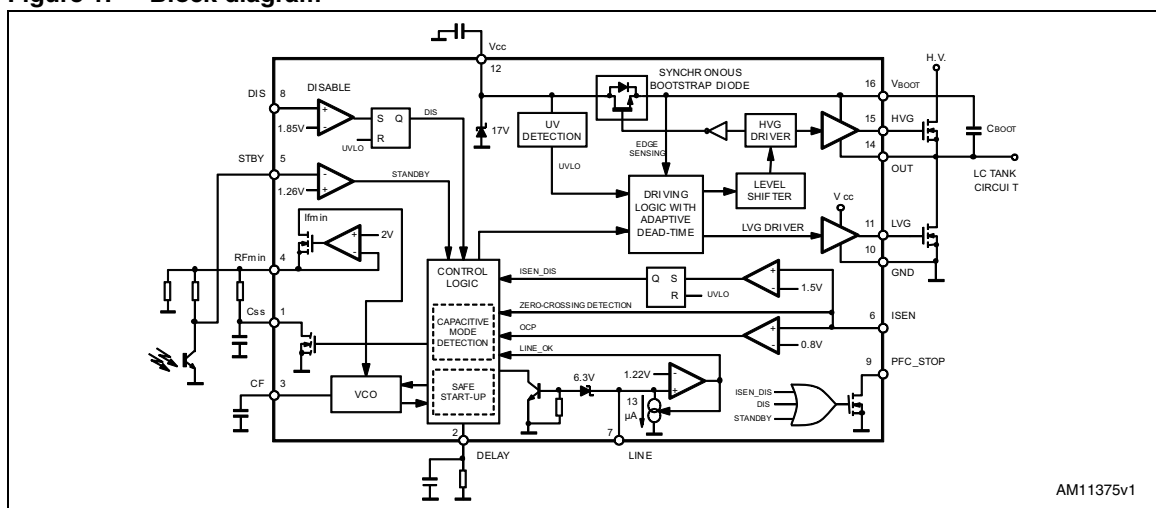 Vcc
12
H.V.
SYNCHRONOUS
BOOTSTRAP DIODE
16
VBOOT
DIS
8
DISABLE
1.85V
S
Q
R
DIS
UVLO
17V
UV
DETECTION
EDGE
SENSING
HVG
DRIVER
15
HVG
CBOOT
14
OUT
STBY
5
1.26V
STANDBY
UVLO
LEVEL
SHIFTER
LC TANK
CIRCUIT
DRIVING
LOGIC WITH
ADAPTIVE
DEAD-TIME
V cc
Ifmin
2V
LVG DRIVER
11
LVG
10
GND
RFmin
4
CONTROL
LOGIC
ISEN_DIS
Q
S
R
UVLO
1.5V
ZERO-CROSSING DETECTION
Css
1
CAPACITIVE
MODE
DETECTION
6
ISEN
OCP
0.8V
LINE_OK
9
PFC_STOP
CF
3
VCO
SAFE
START-UP
6.3V
1.22V
13
µA
ISEN_DIS
DIS
STANDBY
2
DELAY
7
LINE
AM11375v1